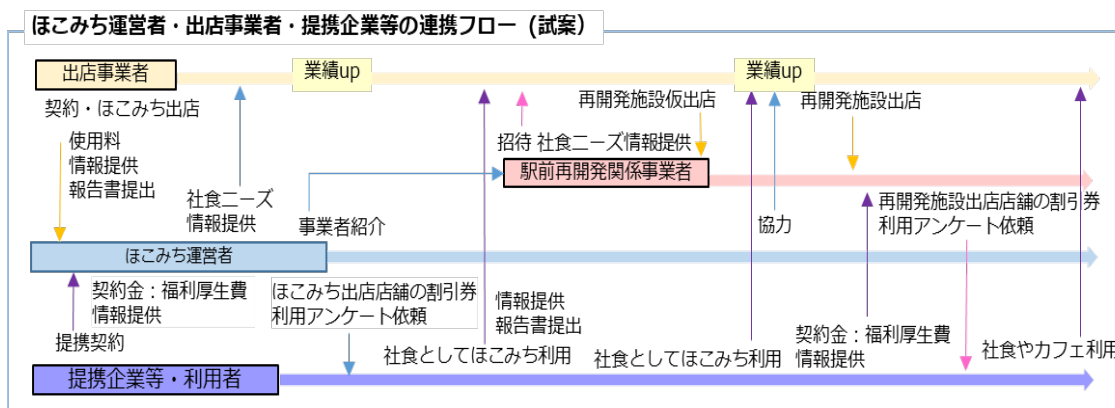 ほこみち運営者・出店事業者・提携企業等の連携フロー（試案）
出店事業者
業績up
業績up
契約・ほこみち出店
再開発施設仮出店
再開発施設出店
使用料
情報提供
報告書提出
招待 社食ニーズ情報提供
駅前再開発関係事業者
社食ニーズ
情報提供
事業者紹介
協力
再開発施設出店店舗の割引券
利用アンケート依頼
ほこみち運営者
契約金：福利厚生費
情報提供
ほこみち出店店舗の割引券
利用アンケート依頼
情報提供
報告書提出
提携契約
社食としてほこみち利用
社食としてほこみち利用
契約金：福利厚生費
情報提供
社食やカフェ利用
提携企業等・利用者